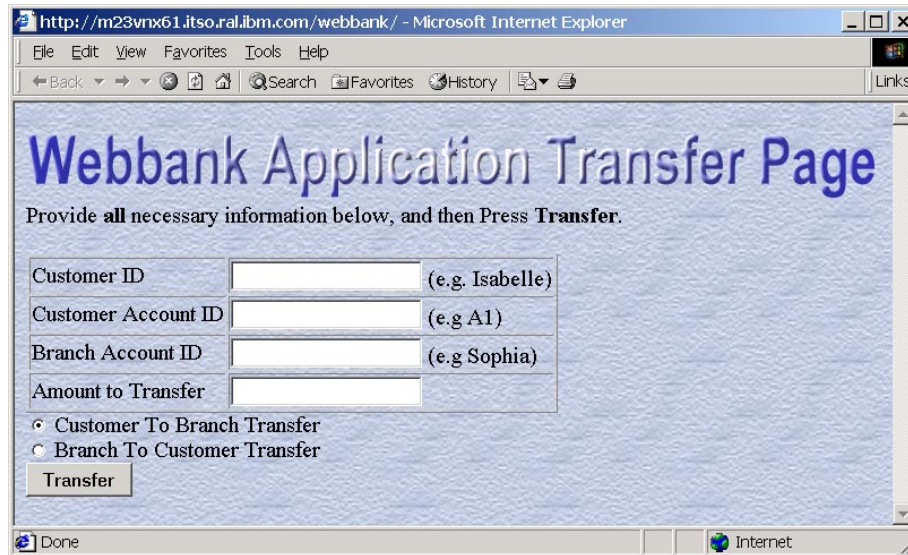 http://m23vnx61.itso.ral.ibm.com/webbank/ - Microsoft Internet Explorer
File Edit View Favorites Tools Help
Back Search Favorites History Links
Webbank Application Transfer Page
Provide all necessary information below, and then Press Transfer.
Customer ID (e.g. Isabelle)
Customer Account ID (e.g A1)
Branch Account ID (e.g Sophia)
Amount to Transfer
Customer To Branch Transfer
Branch To Customer Transfer
Transfer
Done Internet